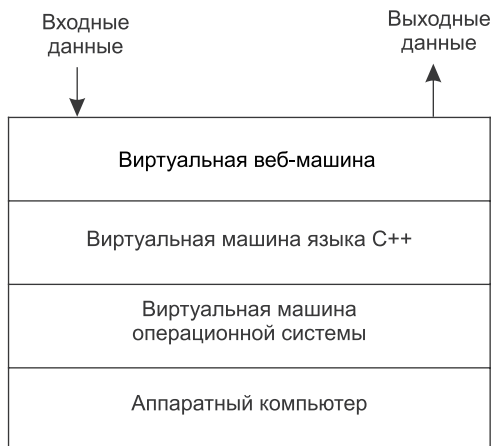 Входные
данные
Выходные
данные
Виртуальная веб-машина
Виртуальная машина языка C++
Виртуальная машина
операционной системы
Аппаратный компьютер